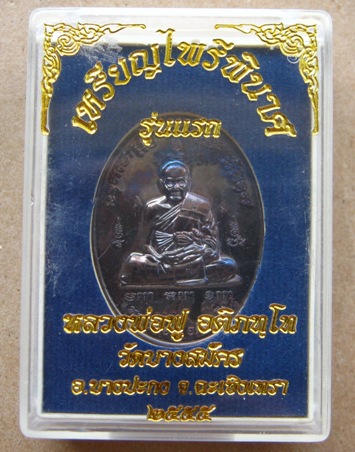 เหรียญไพรีพินาศ
รุ่นแรก
หลวงพ่อฟู อติภทฺโท
วัดบางสมัคร
อ.บางปะกง จ.ฉะเชิงเทรา
๒๕๕๕